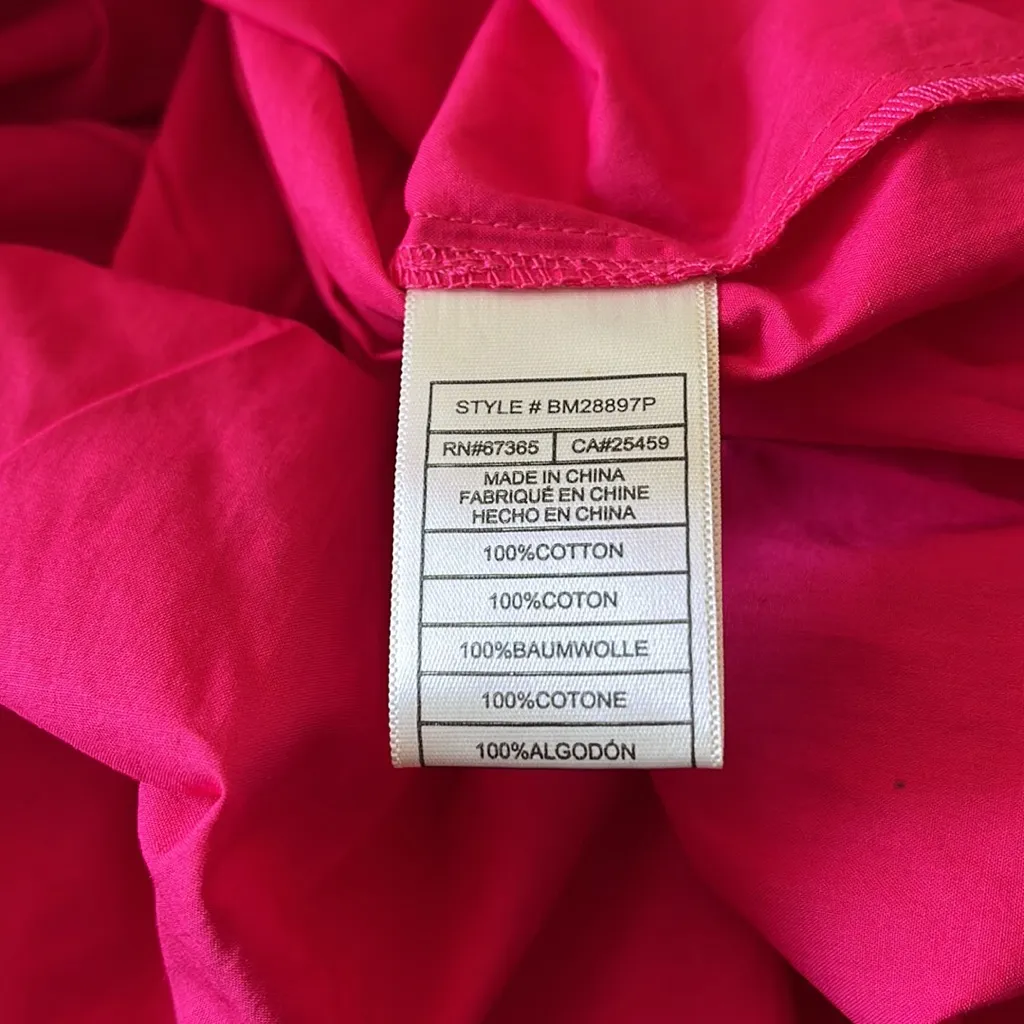 STYLE # BM28897P
RN#67365 CA#25459
MADE IN CHINA
FABRIQUÉ EN CHINE
HECHO EN CHINA
100%COTTON
100%COTON
100%BAUMWOLLE
100%COTONE
100%ALGODÓN